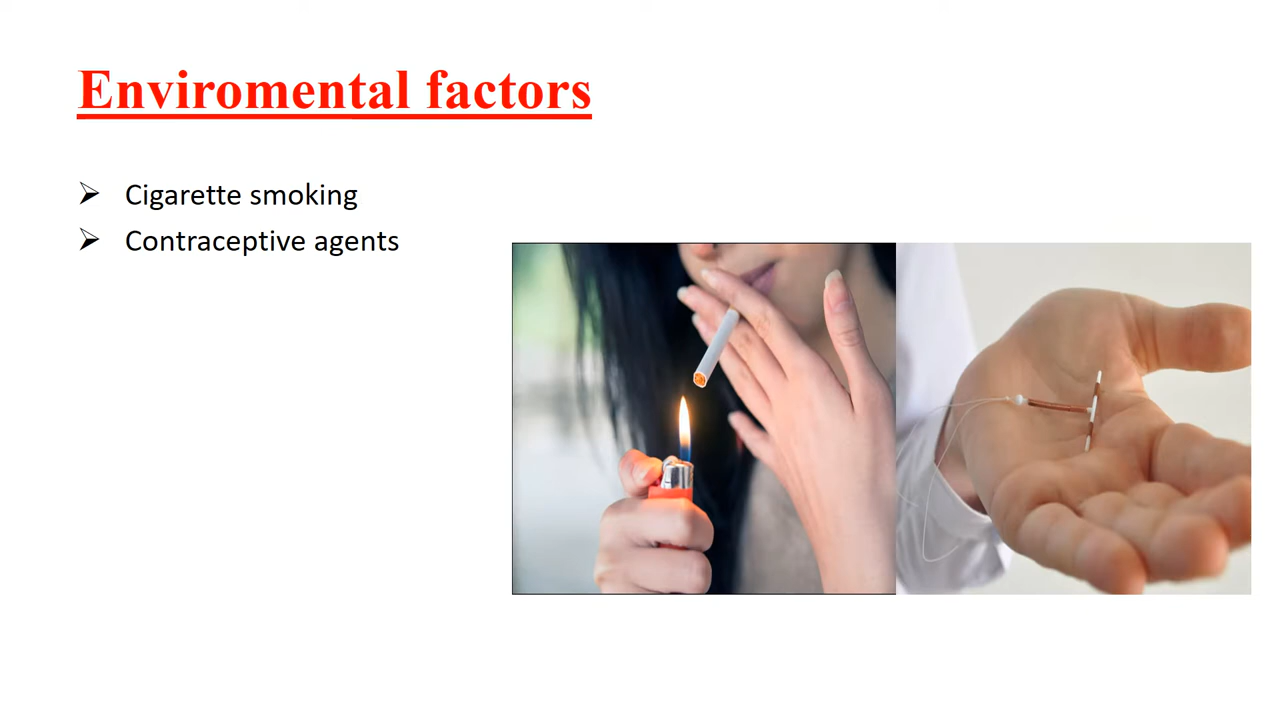 Enviromental factors
Cigarette smoking
Contraceptive agents